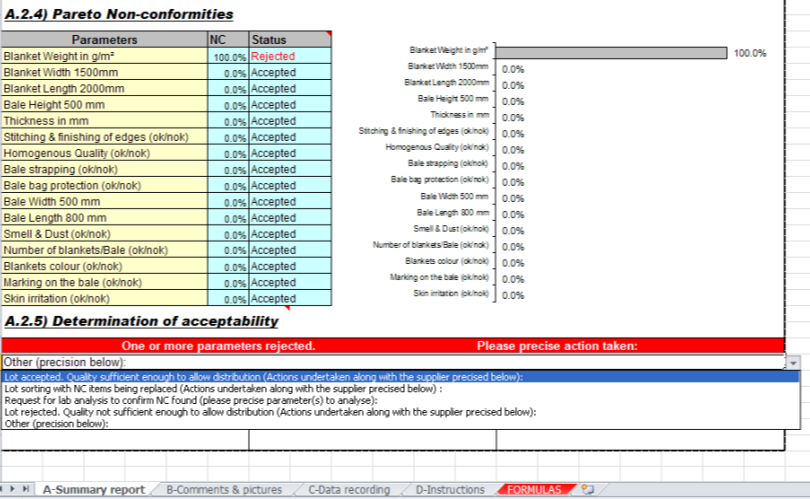 A.2.4) Pareto Non-conformities
Parameters NC Status
Blanket Weight in g/m² 100.0% Rejected
Blanket Width 1500mm 0.0% Accepted
Blanket Length 2000mm 0.0% Accepted
Bale Height 500 mm 0.0% Accepted
Thickness in mm 0.0% Accepted
Stitching & finishing of edges (ok/nok) 0.0% Accepted
Homogenous Quality (ok/nok) 0.0% Accepted
Bale strapping (ok/nok) 0.0% Accepted
Bale bag protection (ok/nok) 0.0% Accepted
Bale Width 500 mm 0.0% Accepted
Bale Length 800 mm 0.0% Accepted
Smell & Dust (ok/nok) 0.0% Accepted
Number of blankets/Bale (ok/nok) 0.0% Accepted
Blankets colour (ok/nok) 0.0% Accepted
Marking on the bale (ok/nok) 0.0% Accepted
Skin irritation (ok/nok) 0.0% Accepted
Blanket Weight in g/m² 100.0%
Blanket Width 1500mm 0.0%
Blanket Length 2000mm 0.0%
Bale Height 500 mm 0.0%
Thickness in mm 0.0%
Stitching & finishing of edges (ok/nok) 0.0%
Homogenous Quality (ok/nok) 0.0%
Bale strapping (ok/nok) 0.0%
Bale bag protection (ok/nok) 0.0%
Bale Width 500 mm 0.0%
Bale Length 800 mm 0.0%
Smell & Dust (ok/nok) 0.0%
Number of blankets/Bale (ok/nok) 0.0%
Blankets colour (ok/nok) 0.0%
Marking on the bale (ok/nok) 0.0%
Skin irritation (ok/nok) 0.0%
A.2.5) Determination of acceptability
One or more parameters rejected. Please precise action taken:
Other (precision below):
Lot accepted. Quality sufficient enough to allow distribution (Actions undertaken along with the supplier precised below):
Lot sorting with NC items being replaced (Actions undertaken along with the supplier precised below) :
Request for lab analysis to confirm NC found (please precise parameter(s) to analyse):
Lot rejected. Quality not sufficient enough to allow distribution (Actions undertaken along with the supplier precised below):
Other (precision below):
A-Summary report B-Comments & pictures C-Data recording D-Instructions FORMULAS